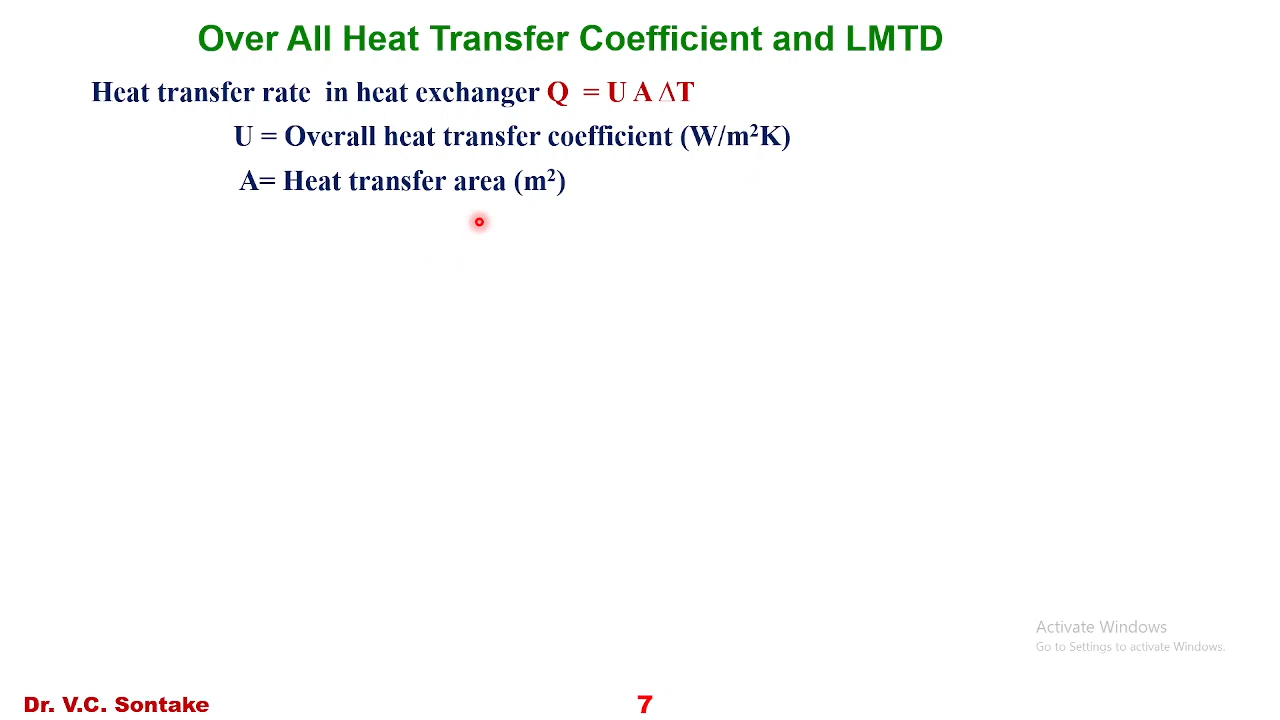 Over All Heat Transfer Coefficient and LMTD
Heat transfer rate in heat exchanger Q = U A ΔT
U = Overall heat transfer coefficient (W/m²K)
A= Heat transfer area (m²)
Activate Windows
Go to Settings to activate Windows.
Dr. V.C. Sontake
7